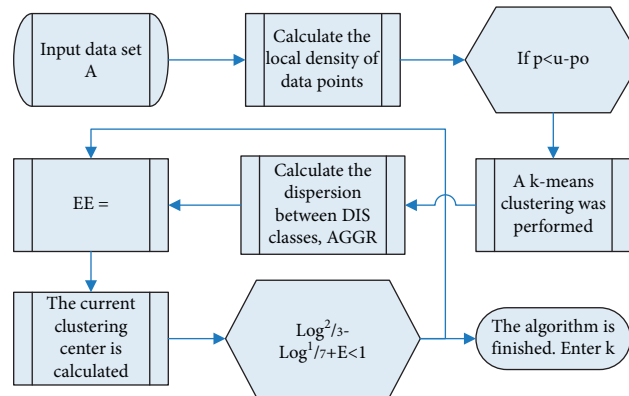 Input data set
A
Calculate the
local density of
data points
If p<u-po
EE =
Calculate the
dispersion
between DIS
classes, AGGR
A k-means
clustering was
performed
The current
clustering
center is
calculated
Log²/₃-
Log¹/₇+E<1
The algorithm is
finished. Enter k